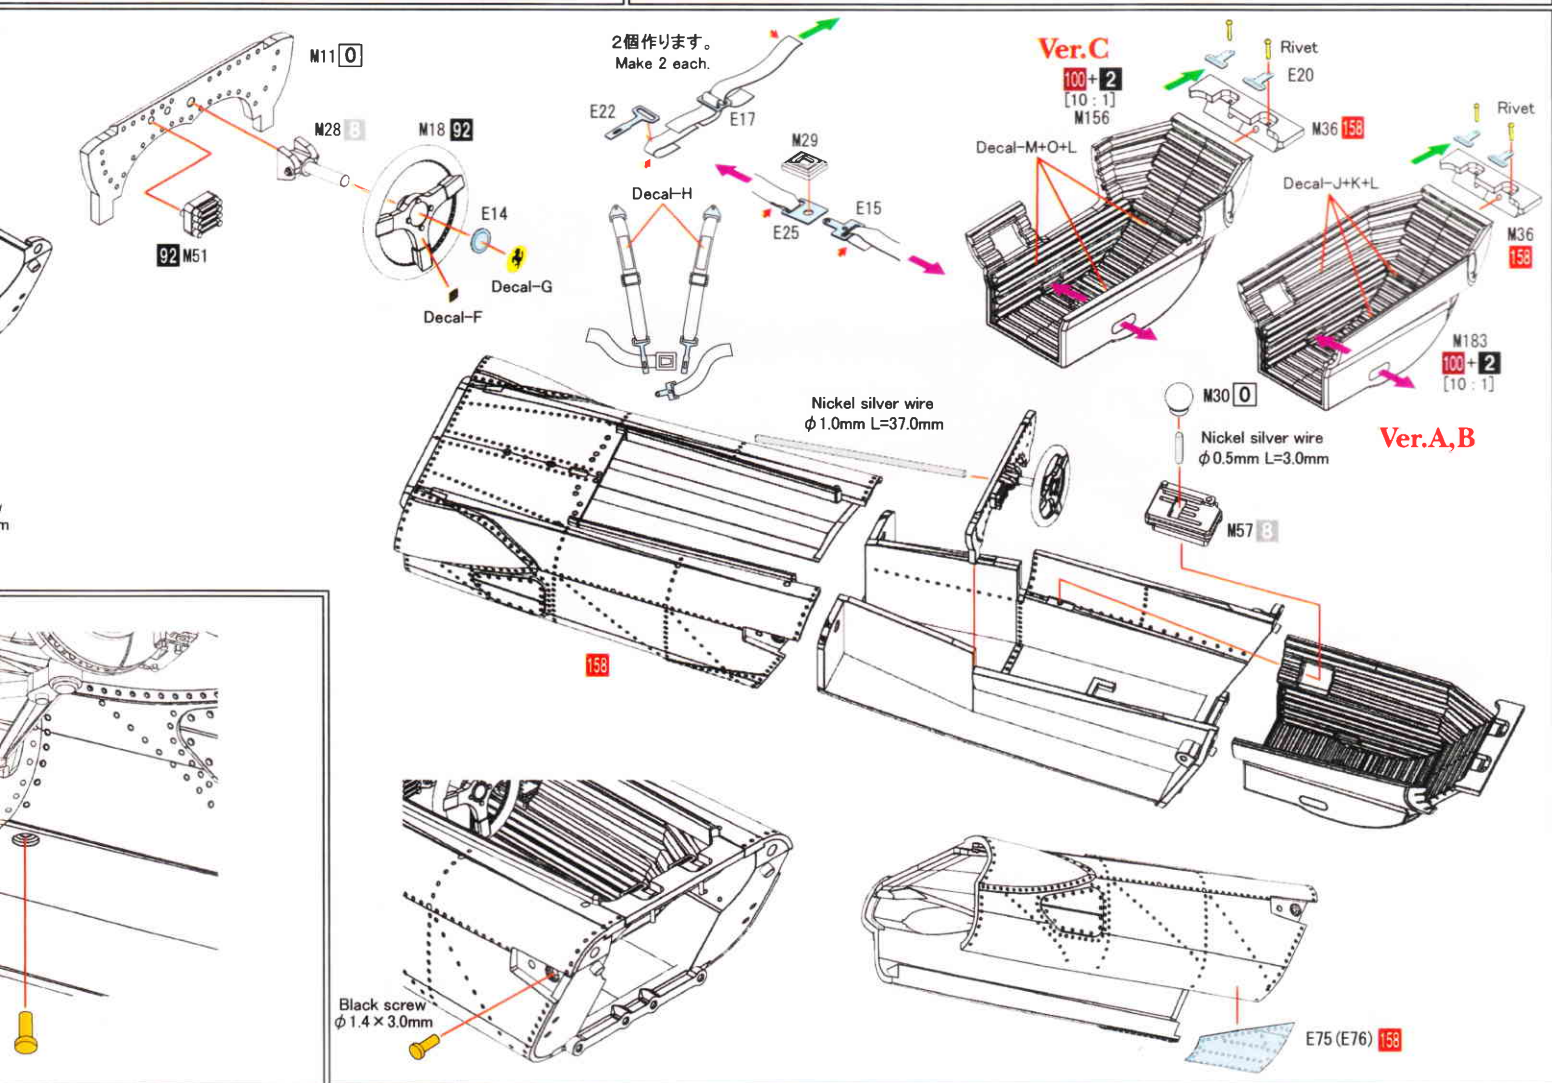 M11 0
M28 8
M18 92
E14
92 M51
Decal-G
Decal-F
2個作ります。
Make 2 each.
E22
E17
M29
Decal-H
E15
E25
Ver.C
100+2
[10 : 1]
M156
Rivet
E20
M36 158
Decal-M+O+L
Rivet
Decal-J+K+L
M36
158
M183
100+2
[10 : 1]
Ver.A,B
Nickel silver wire
φ1.0mm L=37.0mm
M30 0
Nickel silver wire
φ0.5mm L=3.0mm
M57 8
m
158
Black screw
φ1.4×3.0mm
E75(E76) 158